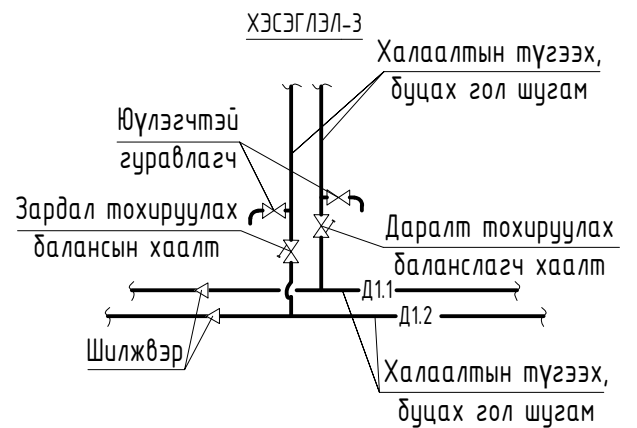 ХЭСЭГЛЭЛ-3
Халаалтын түгээх,
буцах гол шугам
Юүлэгчтэй
гуравлагч
Зардал тохируулах
балансын хаалт
Даралт тохируулах
баланслагч хаалт
Д1.1
Д1.2
Шилжвэр
Халаалтын түгээх,
буцах гол шугам